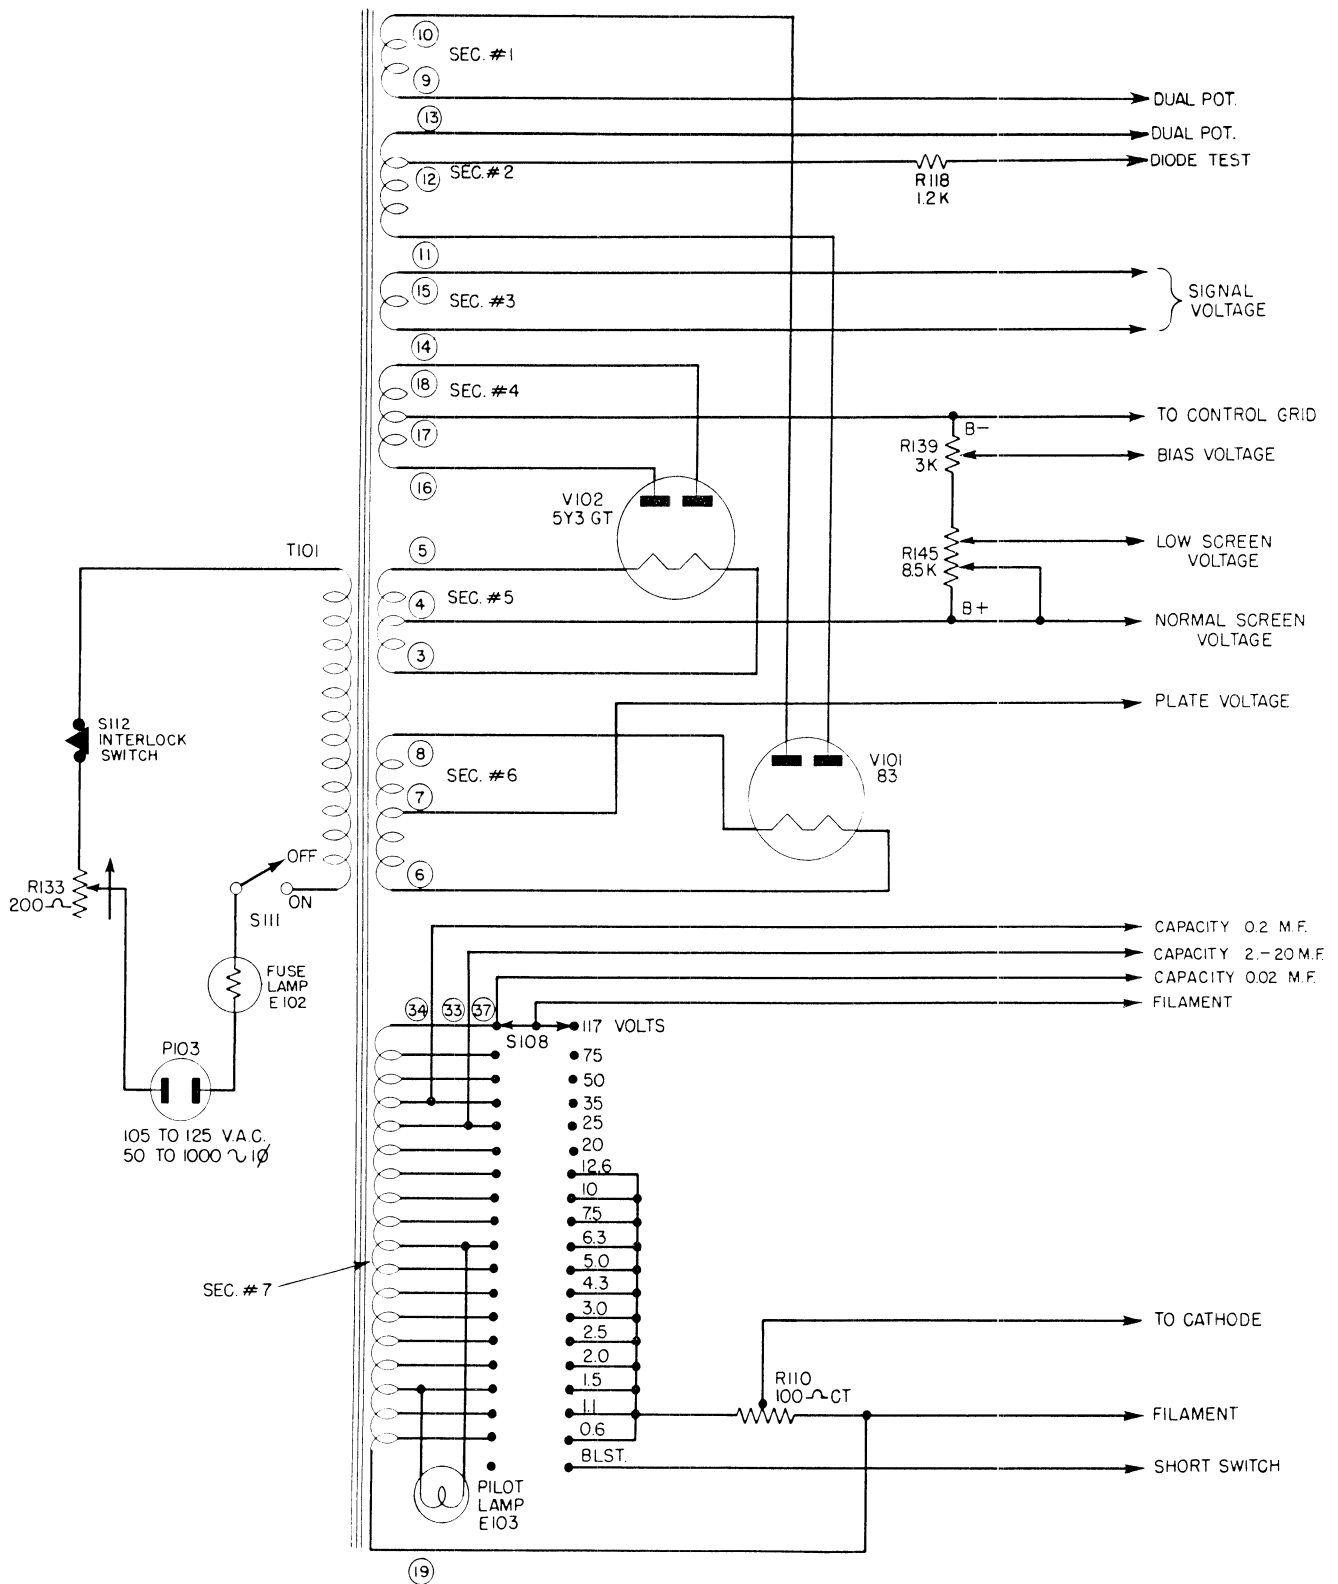 10
SEC. #1
9
DUAL POT.
13
DUAL POT.
12
SEC. #2
DIODE TEST
R118
1.2K
11
15
SEC. #3
SIGNAL
VOLTAGE
14
18
SEC. #4
17
TO CONTROL GRID
B-
R139
3K
BIAS VOLTAGE
16
V102
5Y3 GT
T101
5
LOW SCREEN
VOLTAGE
R145
8.5K
4
SEC. #5
B+
NORMAL SCREEN
VOLTAGE
3
PLATE VOLTAGE
S112
INTERLOCK
SWITCH
8
SEC. #6
7
V101
83
OFF
6
R133
200 Ω
ON
S111
FUSE
LAMP
E102
CAPACITY 0.2 M.F.
CAPACITY 2.-20 M.F.
CAPACITY 0.02 M.F.
FILAMENT
34 33 37
S108
117 VOLTS
P103
75
50
35
25
20
105 TO 125 V.A.C.
50 TO 1000 ~ 1Ø
12.6
10
7.5
6.3
5.0
SEC. #7
4.3
3.0
2.5
2.0
1.5
1.1
0.6
BLST.
TO CATHODE
R110
100 Ω CT
FILAMENT
SHORT SWITCH
PILOT
LAMP
E103
19